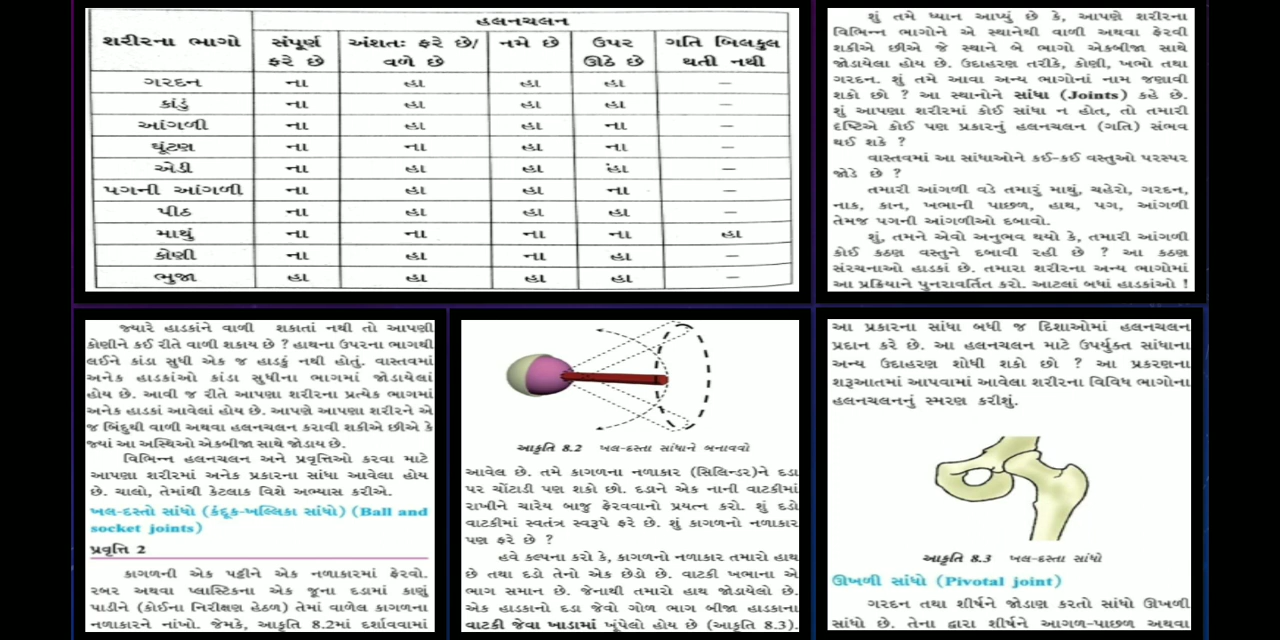 હલનચલન
શરીરના ભાગો | સંપૂર્ણ ફરે છે | અંશતઃ ફરે છે/વળે છે | નમે છે | ઉપર ઊઠે છે | ગતિ બિલકુલ થતી નથી
ગરદન | ના | હા | હા | હા | –
કાંડું | ના | હા | હા | હા | –
આંગળી | ના | હા | હા | ના | –
ઘૂંટણ | ના | ના | હા | ના | –
એડી | ના | હા | હા | હા | –
પગની આંગળી | ના | હા | હા | ના | –
પીઠ | ના | હા | હા | હા | –
માથું | ના | ના | ના | ના | હા
કોણી | ના | હા | ના | હા | –
ભુજા | હા | હા | હા | હા | –
શું તમે ધ્યાન આપ્યું છે કે, આપણે શરીરના
વિભિન્ન ભાગોને એ સ્થાનેથી વાળી અથવા ફેરવી
શકીએ છીએ જે સ્થાને બે ભાગો એકબીજા સાથે
જોડાયેલા હોય છે. ઉદાહરણ તરીકે, કોણી, ખભો તથા
ગરદન. શું તમે આવા અન્ય ભાગોનાં નામ જણાવી
શકો છો ? આ સ્થાનોને સાંધા (Joints) કહે છે.
શું આપણા શરીરમાં કોઈ સાંધા ન હોત, તો તમારી
દૃષ્ટિએ કોઈ પણ પ્રકારનું હલનચલન (ગતિ) સંભવ
થઈ શકે ?
વાસ્તવમાં આ સાંધાઓને કઈ-કઈ વસ્તુઓ પરસ્પર
જોડે છે ?
તમારી આંગળી વડે તમારું માથું, ચહેરો, ગરદન,
નાક, કાન, ખભાની પાછળ, હાથ, પગ, આંગળી
તેમજ પગની આંગળીઓ દબાવો.
શું, તમને એવો અનુભવ થયો કે, તમારી આંગળી
કોઈ કઠણ વસ્તુને દબાવી રહી છે ? આ કઠણ
સંરચનાઓ હાડકાં છે. તમારા શરીરના અન્ય ભાગોમાં
આ પ્રક્રિયાને પુનરાવર્તિત કરો. આટલાં બધાં હાડકાંઓ !
જ્યારે હાડકાંને વાળી શકાતાં નથી તો આપણી
કોણીને કઈ રીતે વાળી શકાય છે ? હાથના ઉપરના ભાગથી
લઈને કાંડા સુધી એક જ હાડકું નથી હોતું. વાસ્તવમાં
અનેક હાડકાંઓ કાંડા સુધીના ભાગમાં જોડાયેલાં
હોય છે. આવી જ રીતે આપણા શરીરના પ્રત્યેક ભાગમાં
અનેક હાડકાં આવેલાં હોય છે. આપણે આપણા શરીરને એ
જ બિંદુથી વાળી અથવા હલનચલન કરાવી શકીએ છીએ કે
જ્યાં આ અસ્થિઓ એકબીજા સાથે જોડાય છે.
વિભિન્ન હલનચલન અને પ્રવૃત્તિઓ કરવા માટે
આપણા શરીરમાં અનેક પ્રકારના સાંધા આવેલા હોય
છે. ચાલો, તેમાંથી કેટલાક વિશે અભ્યાસ કરીએ.
ખલ-દસ્તો સાંધો (કંદૂક-ખલ્લિકા સાંધો) (Ball and
socket joints)
પ્રવૃત્તિ 2
કાગળની એક પટ્ટીને એક નળાકારમાં ફેરવો.
રબર અથવા પ્લાસ્ટિકના એક જૂના દડામાં કાણું
પાડીને (કોઈના નિરીક્ષણ હેઠળ) તેમાં વાળેલ કાગળના
નળાકારને નાંખો. જેમકે, આકૃતિ 8.2માં દર્શાવવામાં
આકૃતિ 8.2 ખલ-દસ્તા સાંધાને બનાવવો
આવેલ છે. તમે કાગળના નળાકાર (સિલિન્ડર)ને દડા
પર ચોંટાડી પણ શકો છો. દડાને એક નાની વાટકીમાં
રાખીને ચારેય બાજુ ફેરવવાનો પ્રયત્ન કરો. શું દડો
વાટકીમાં સ્વતંત્ર સ્વરૂપે ફરે છે. શું કાગળનો નળાકાર
પણ ફરે છે ?
હવે કલ્પના કરો કે, કાગળનો નળાકાર તમારો હાથ
છે તથા દડો તેનો એક છેડો છે. વાટકી ખભાના એ
ભાગ સમાન છે. જેનાથી તમારો હાથ જોડાયેલો છે.
એક હાડકાનો દડા જેવો ગોળ ભાગ બીજા હાડકાના
વાટકી જેવા ખાડામાં ખૂંપેલો હોય છે (આકૃતિ 8.3).
આ પ્રકારના સાંધા બધી જ દિશાઓમાં હલનચલન
પ્રદાન કરે છે. આ હલનચલન માટે ઉપર્યુક્ત સાંધાના
અન્ય ઉદાહરણ શોધી શકો છો ? આ પ્રકરણના
શરૂઆતમાં આપવામાં આવેલા શરીરના વિવિધ ભાગોના
હલનચલનનું સ્મરણ કરીશું.
આકૃતિ 8.3 ખલ-દસ્તા સાંધો
ઊખળી સાંધો (Pivotal joint)
ગરદન તથા શીર્ષને જોડાણ કરતો સાંધો ઊખળી
સાંધો છે. તેના દ્વારા શીર્ષને આગળ-પાછળ અથવા